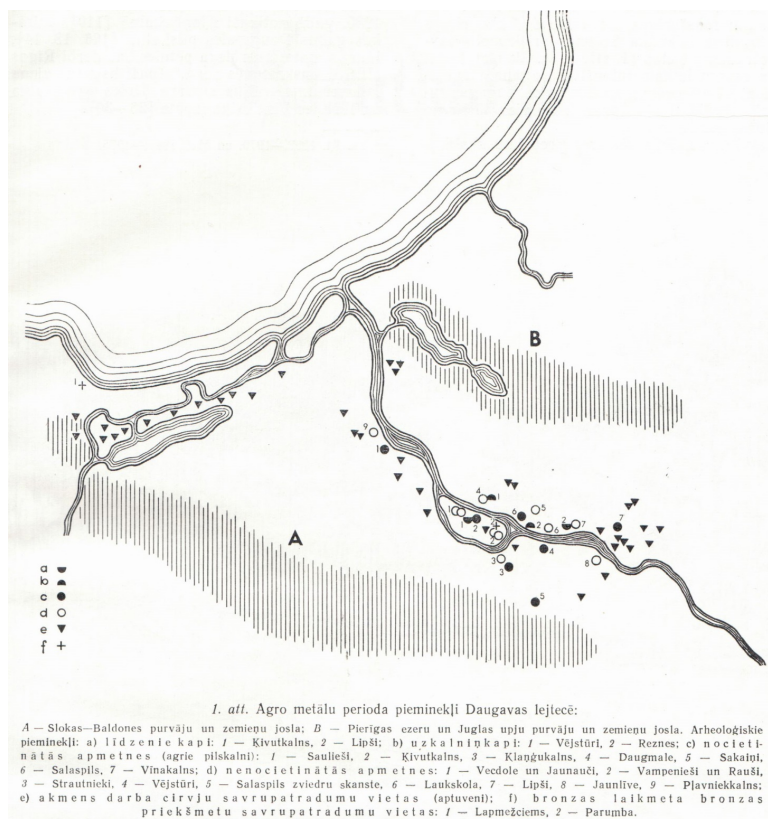 B
A
a
b
c
d
e
f
1. att. Agro metālu perioda pieminekļi Daugavas lejtecē:
A — Slokas—Baldones purvāju un zemieņu josla; B — Pierīgas ezeru un Juglas upju purvāju un zemieņu josla. Arheoloģiskie
pieminekļi: a) līdzenie kapi: 1 — Ķivutkalns, 2 — Lipši; b) uzkalniņkapi: 1 — Vējstūri, 2 — Reznes; c) nocieti-
nātās apmetnes (agrie pilskalni): 1 — Saulieši, 2 — Ķivutkalns, 3 — Klaņģukalns, 4 — Daugmale, 5 — Sakaiņi,
6 — Salaspils, 7 — Vīnakalns; d) nenocietinātās apmetnes: 1 — Vecdole un Jaunauči, 2 — Vampenieši un Rauši,
3 — Strautnieki, 4 — Vējstūri, 5 — Salaspils zviedru skanste, 6 — Laukskola, 7 — Lipši, 8 — Jaunlīve, 9 — Pļavniekkalns;
e) akmens darba cirvju savrupatradumu vietas (aptuveni); f) bronzas laikmeta bronzas
priekšmetu savrupatradumu vietas: 1 — Lapmežciems, 2 — Parumba.